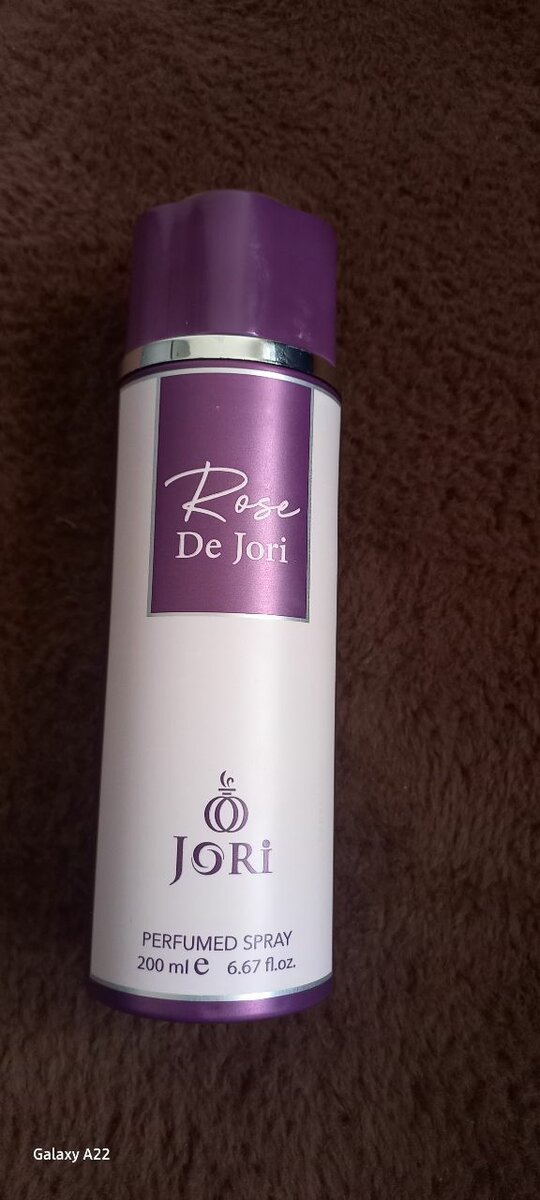 Rose
De Jori
JORi
PERFUMED SPRAY
200 ml e 6.67 fl.oz.
Galaxy A22